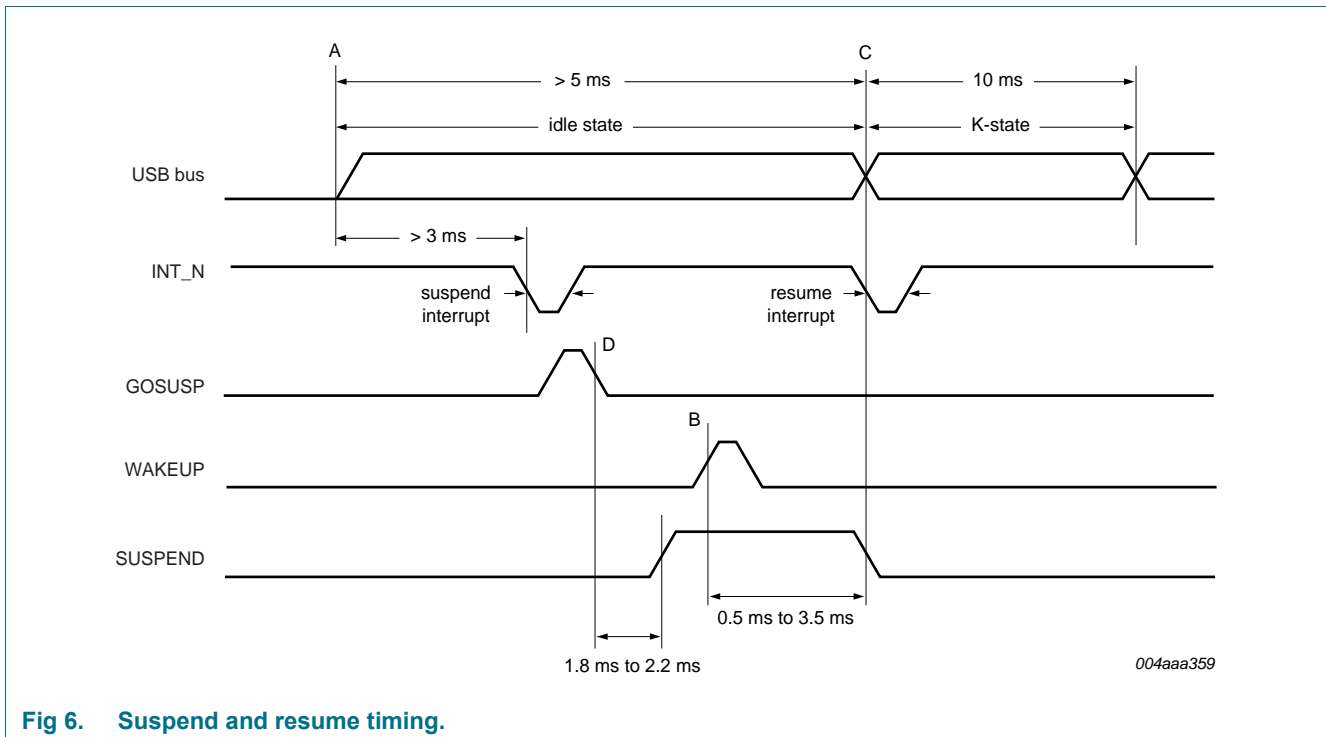 A
C
> 5 ms
10 ms
idle state
K-state
USB bus
> 3 ms
INT_N
suspend
interrupt
resume
interrupt
D
GOSUSP
B
WAKEUP
SUSPEND
0.5 ms to 3.5 ms
1.8 ms to 2.2 ms
004aaa359
Fig 6. Suspend and resume timing.